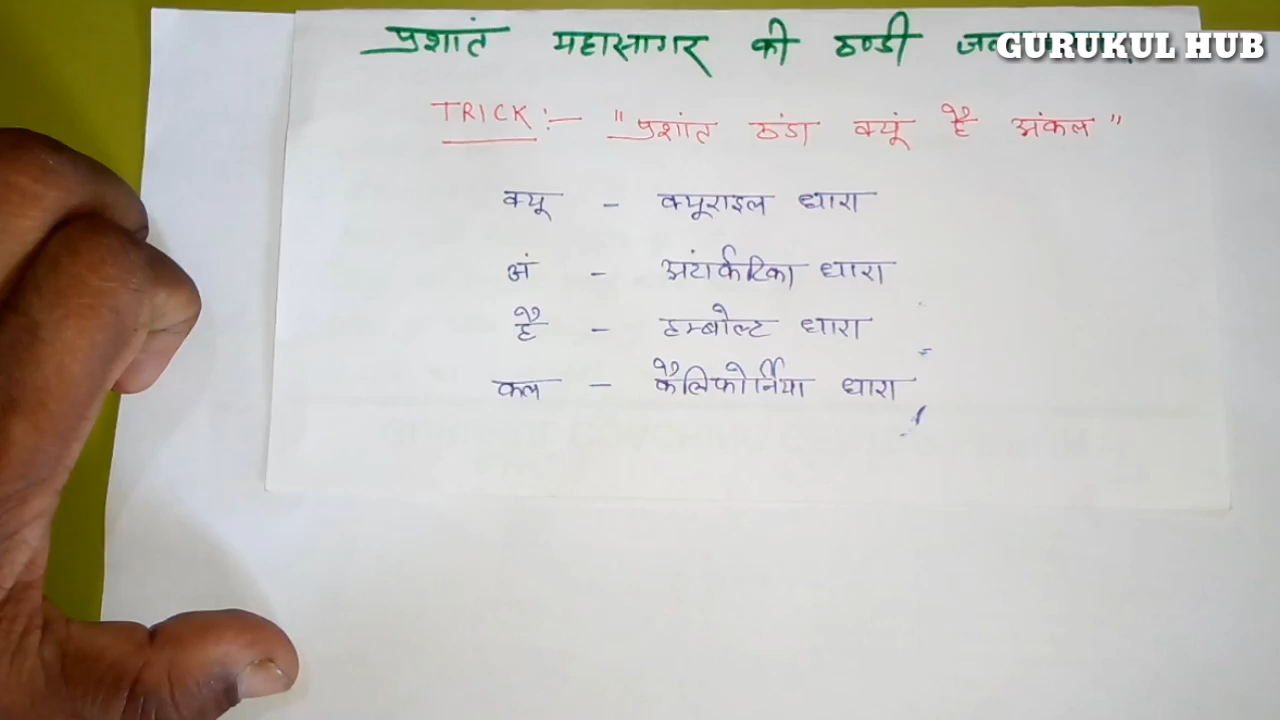 प्रशांत महासागर की ठण्डी
GURUKUL HUB
TRICK :- "प्रशांत ठंडा क्यूं है अंकल"
क्यू - क्यूराइल धारा
अं - अंटार्कटिका धारा
है - हम्बोल्ट धारा
कल - कैलिफोर्निया धारा